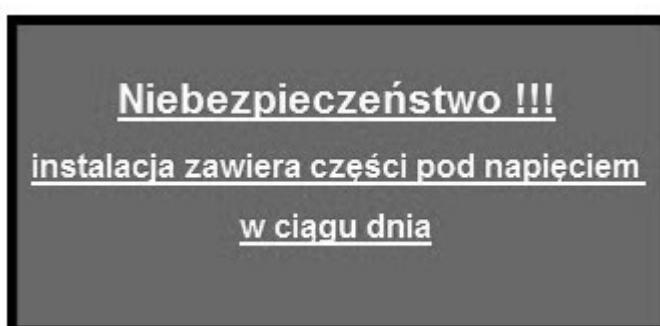 Niebezpieczeństwo !!!
instalacja zawiera części pod napięciem
w ciągu dnia